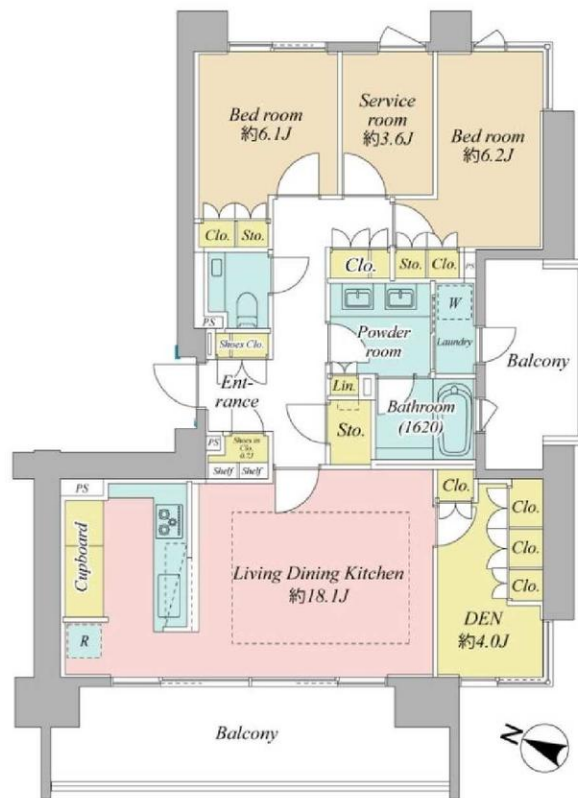 Bed room
約6.1J
Service
room
約3.6J
Bed room
約6.2J
Clo.
Sto.
Clo.
Sto.
Clo.
PS
PS
Shoes Clo.
W
Laundry
Powder
room
Balcony
Ent-
rance
Lin.
Bathroom
(1620)
Sto.
PS
Shoes in
Clo.
0.7J
Shelf
Shelf
PS
Clo.
Clo.
Clo.
Clo.
Cupboard
Living Dining Kitchen
約18.1J
DEN
約4.0J
R
Balcony
N